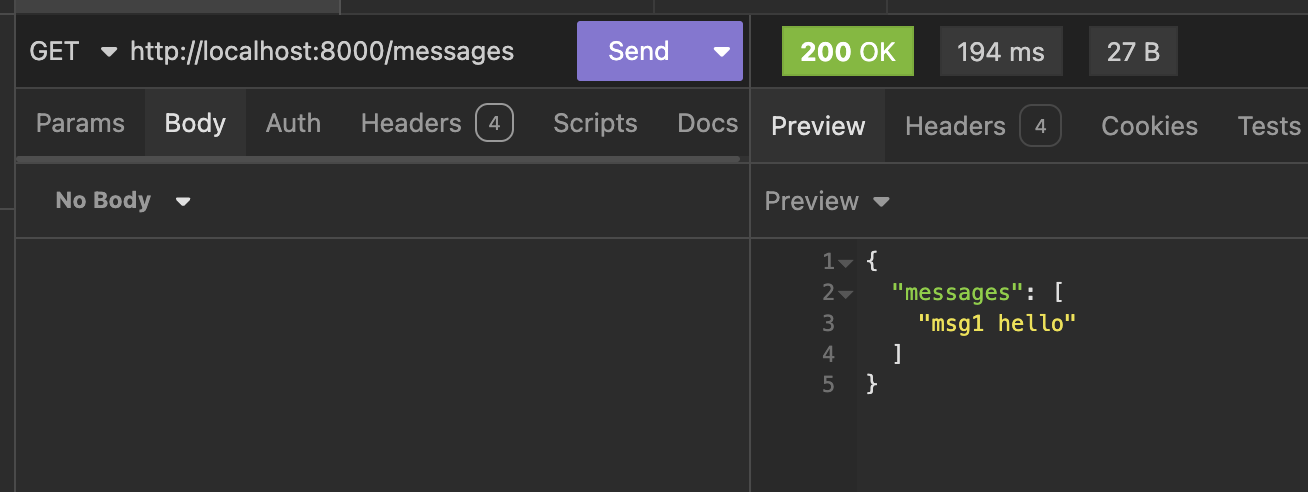 GET http://localhost:8000/messages Send 200 OK 194 ms 27 B
Params Body Auth Headers 4 Scripts Docs Preview Headers 4 Cookies Tests
No Body Preview
1 {
2 "messages": [
3 "msg1 hello"
4 ]
5 }